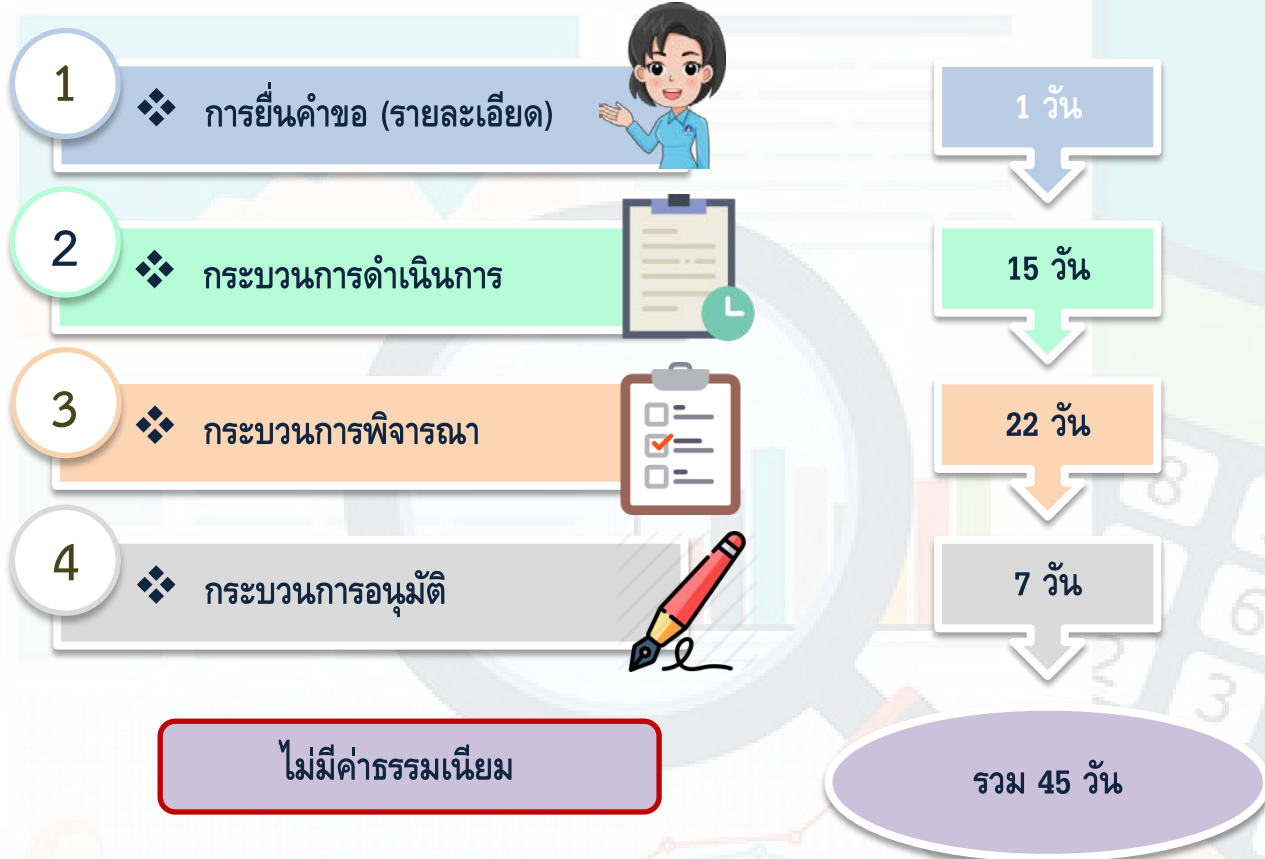 1
❖ การยื่นคำขอ (รายละเอียด)
1 วัน
2
❖ กระบวนการดำเนินการ
15 วัน
3
❖ กระบวนการพิจารณา
22 วัน
4
❖ กระบวนการอนุมัติ
7 วัน
ไม่มีค่าธรรมเนียม
รวม 45 วัน
8
6
2
3